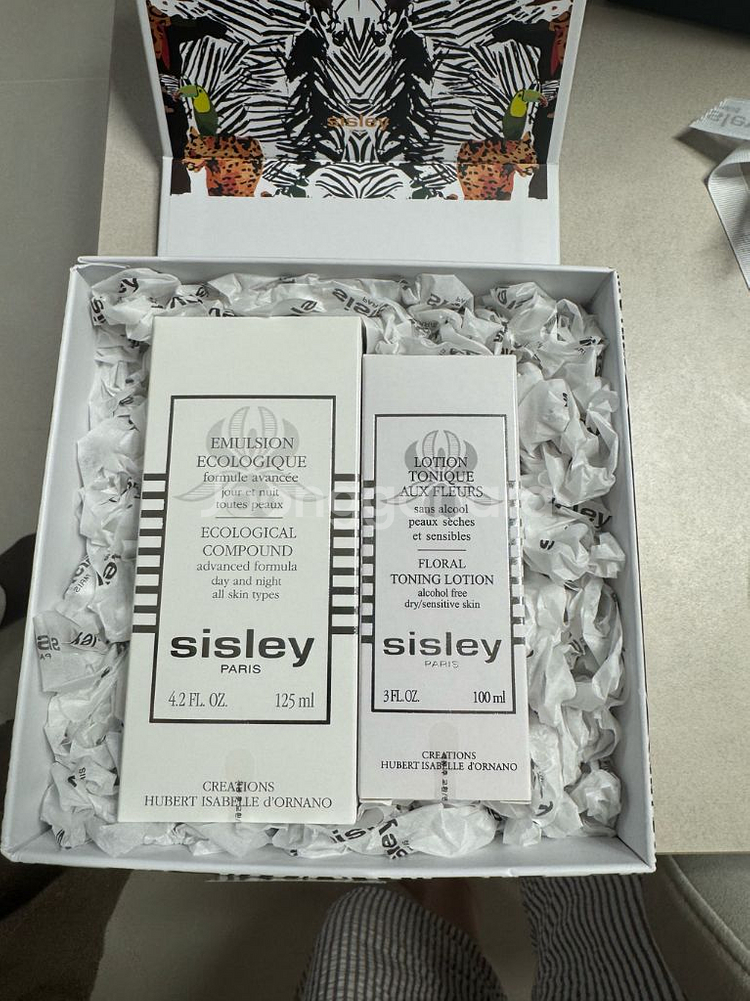 sisley
EMULSION
ECOLOGIQUE
formule avancée
jour et nuit
toutes peaux
ECOLOGICAL
COMPOUND
advanced formula
day and night
all skin types
sisley
PARIS
4.2 FL. OZ. 125 ml
CREATIONS
HUBERT ISABELLE d'ORNANO
LOTION
TONIQUE
AUX FLEURS
sans alcool
peaux sèches
et sensibles
FLORAL
TONING LOTION
alcohol free
dry/sensitive skin
sisley
PARIS
3 FL. OZ. 100 ml
CREATIONS
HUBERT ISABELLE d'ORNANO